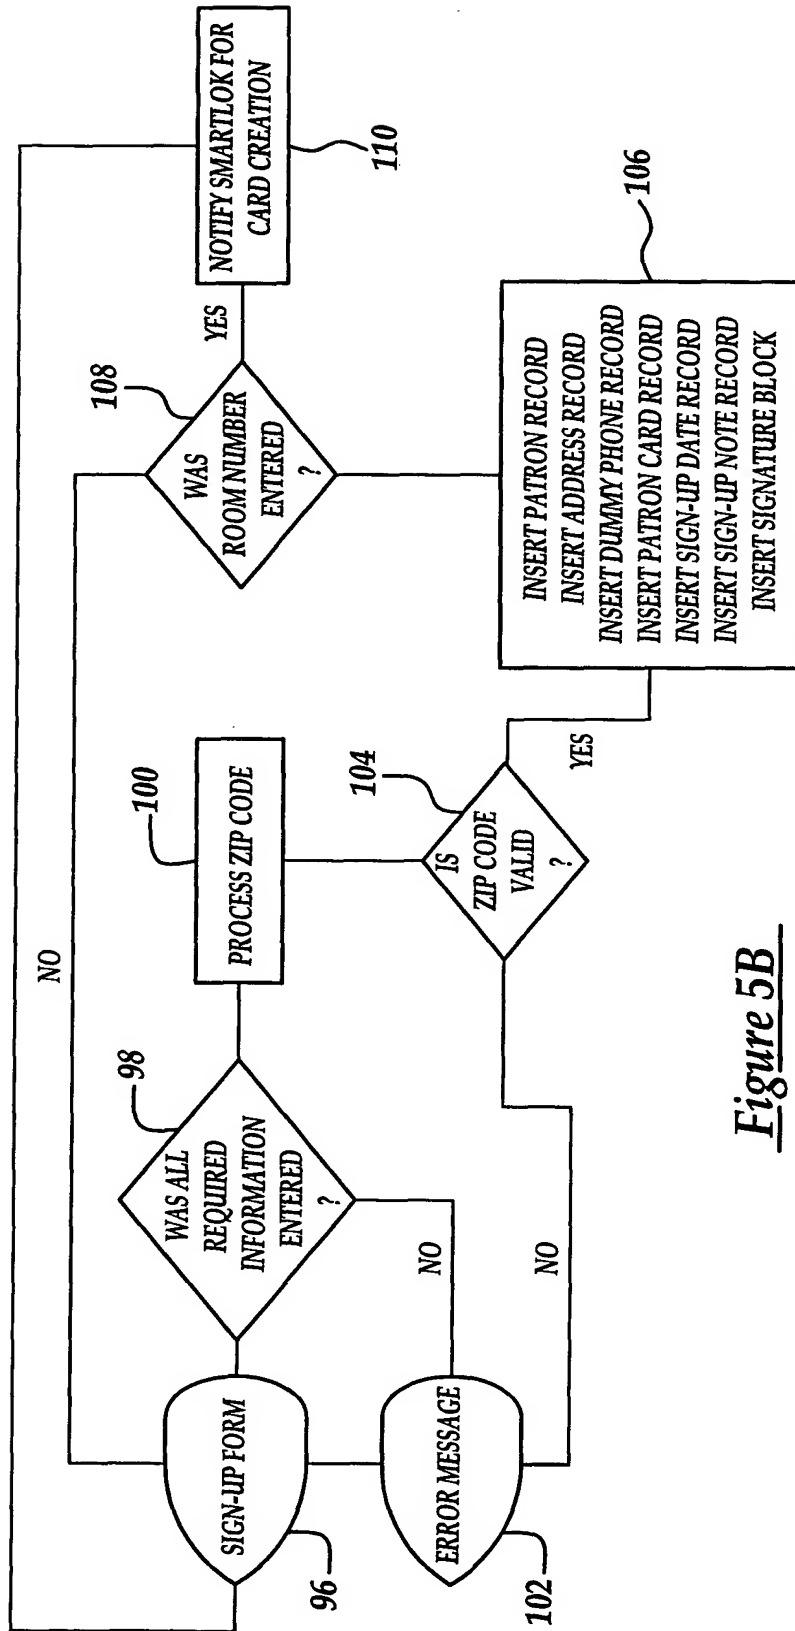 NO
SIGN-UP FORM
96
WAS ALL
REQUIRED
INFORMATION
ENTERED
?
98
PROCESS ZIP CODE
100
WAS
ROOM NUMBER
ENTERED
?
108
YES
NOTIFY SMARTLOK FOR
CARD CREATION
110
ERROR MESSAGE
102
NO
NO
IS
ZIP CODE
VALID
?
104
YES
INSERT PATRON RECORD
INSERT ADDRESS RECORD
INSERT DUMMY PHONE RECORD
INSERT PATRON CARD RECORD
INSERT SIGN-UP DATE RECORD
INSERT SIGN-UP NOTE RECORD
INSERT SIGNATURE BLOCK
106
Figure 5B